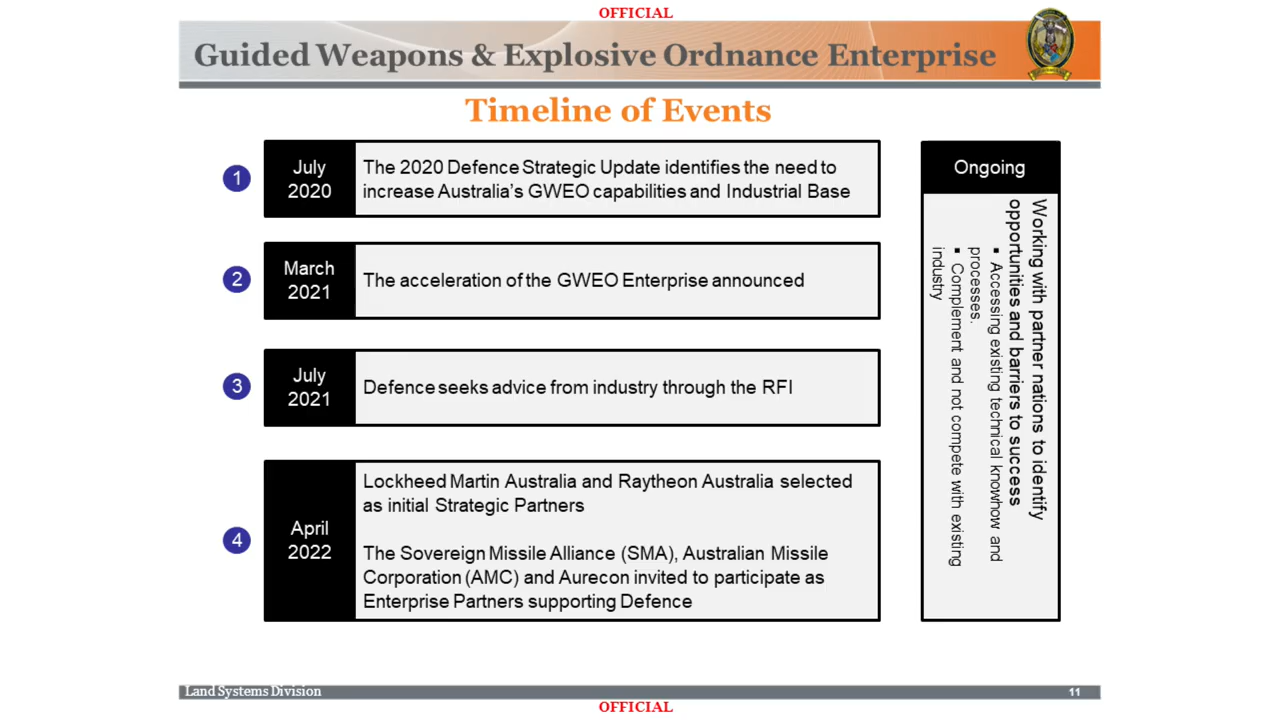 OFFICIAL
Guided Weapons & Explosive Ordnance Enterprise
Timeline of Events
1
July
2020
The 2020 Defence Strategic Update identifies the need to
increase Australia's GWEO capabilities and Industrial Base
2
March
2021
The acceleration of the GWEO Enterprise announced
3
July
2021
Defence seeks advice from industry through the RFI
4
April
2022
Lockheed Martin Australia and Raytheon Australia selected
as initial Strategic Partners
The Sovereign Missile Alliance (SMA), Australian Missile
Corporation (AMC) and Aurecon invited to participate as
Enterprise Partners supporting Defence
Ongoing
Working with partner nations to identify
opportunities and barriers to success
▪ Accessing existing technical knowhow and
processes.
▪ Complement and not compete with existing
industry
Land Systems Division
11
OFFICIAL